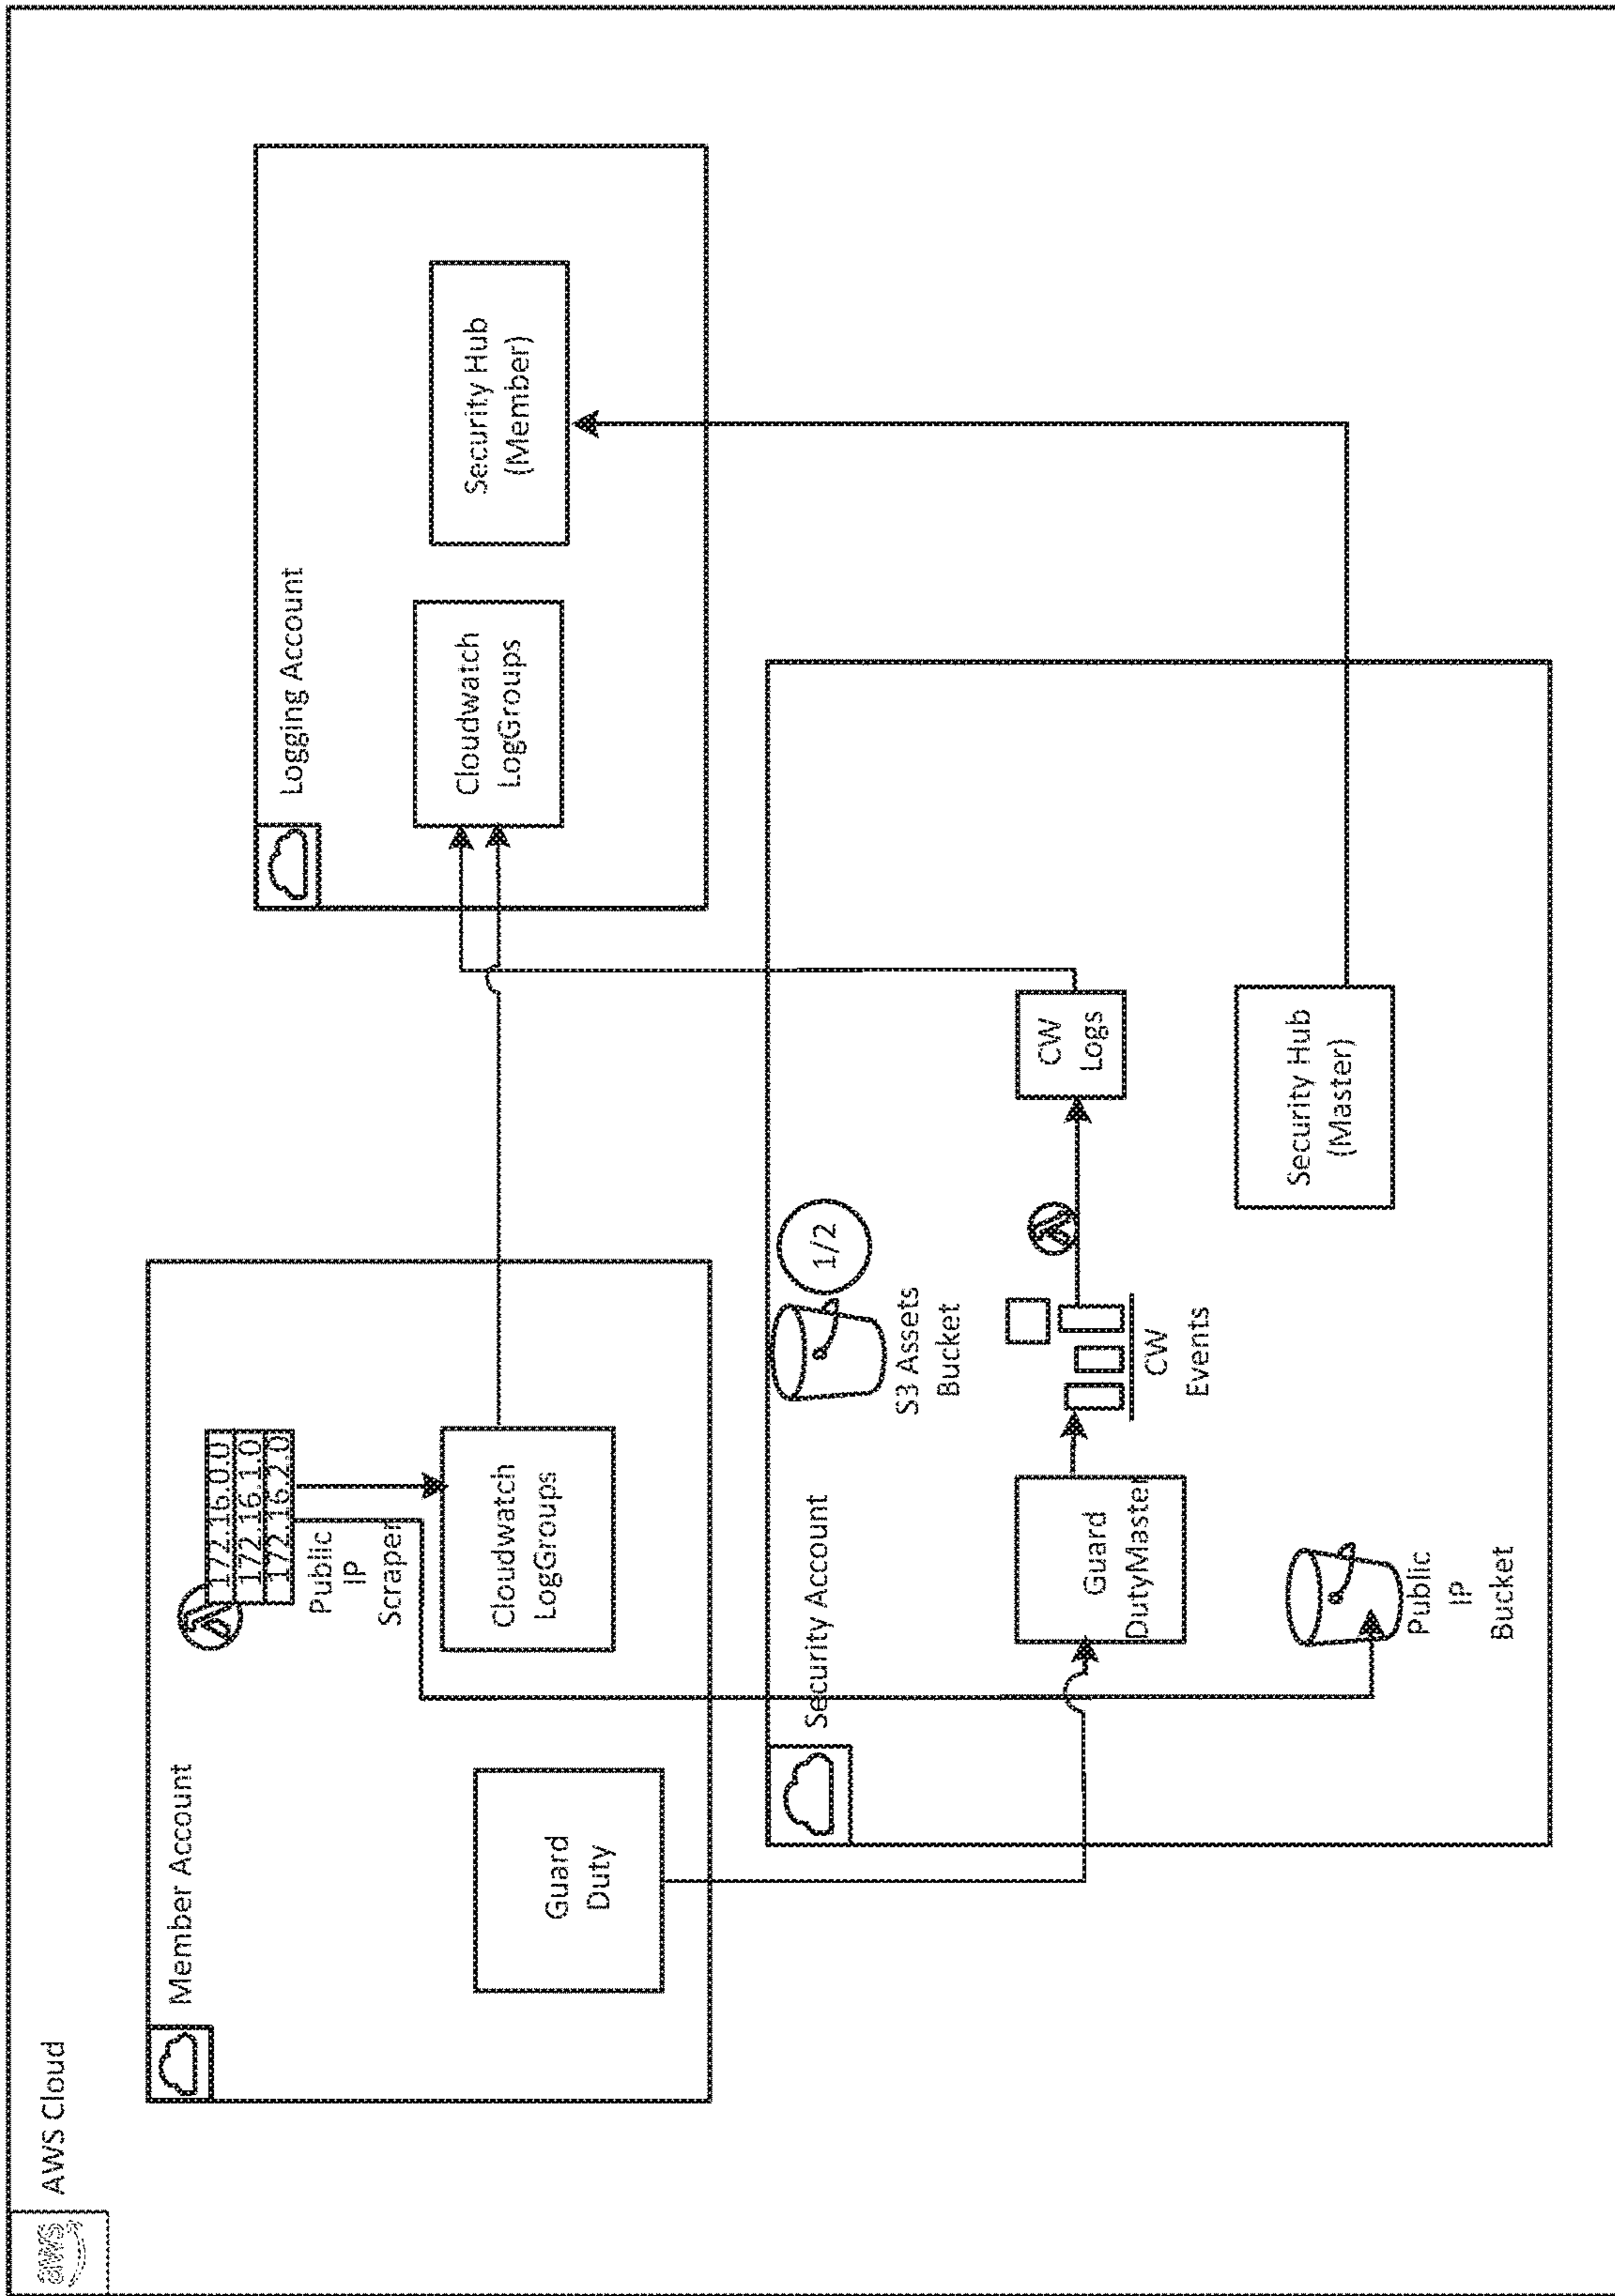 aws
AWS Cloud
Member Account
172.16.0.0
172.16.1.0
172.16.2.0
Public
IP
Scraper
Guard
Duty
Cloudwatch
LogGroups
Logging Account
Cloudwatch
LogGroups
Security Hub
(Member)
Security Account
S3 Assets
Bucket
1/2
Guard
DutyMaster
CW
Events
CW
Logs
Public
IP
Bucket
Security Hub
(Master)